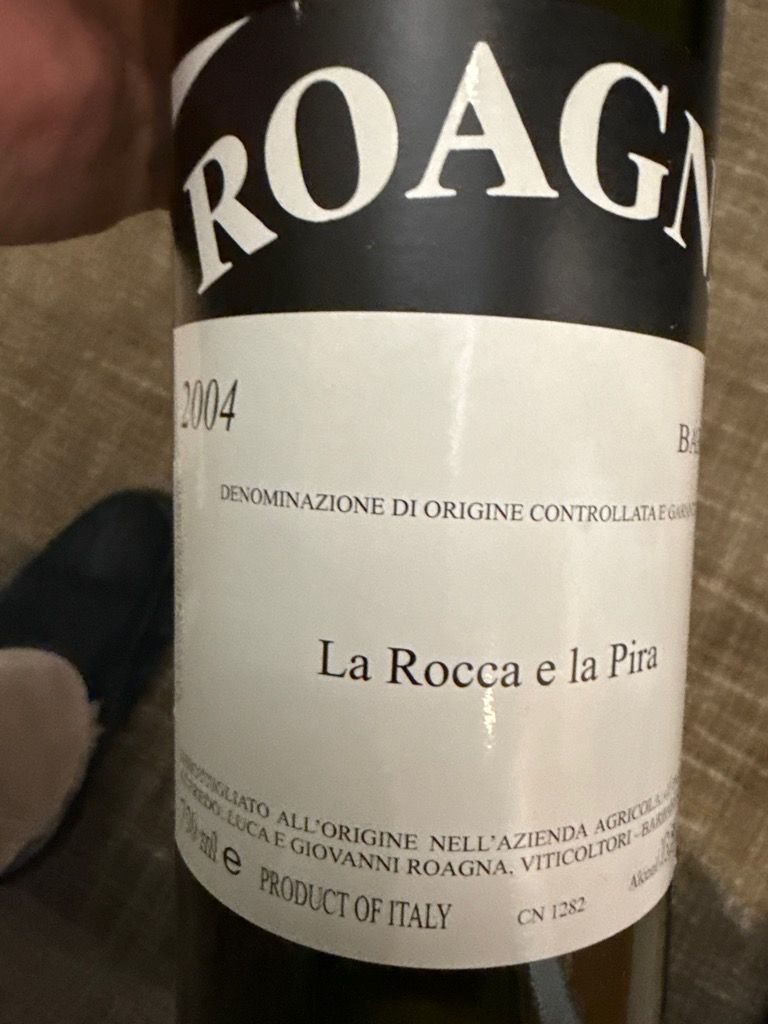 ROAGN
2004
BA
DENOMINAZIONE DI ORIGINE CONTROLLATA E
La Rocca e la Pira
ALL'ORIGINE NELL'AZIENDA AGRICOLA
LUCA E GIOVANNI ROAGNA, VITICOLTORI -
ml e
PRODUCT OF ITALY
CN 1282